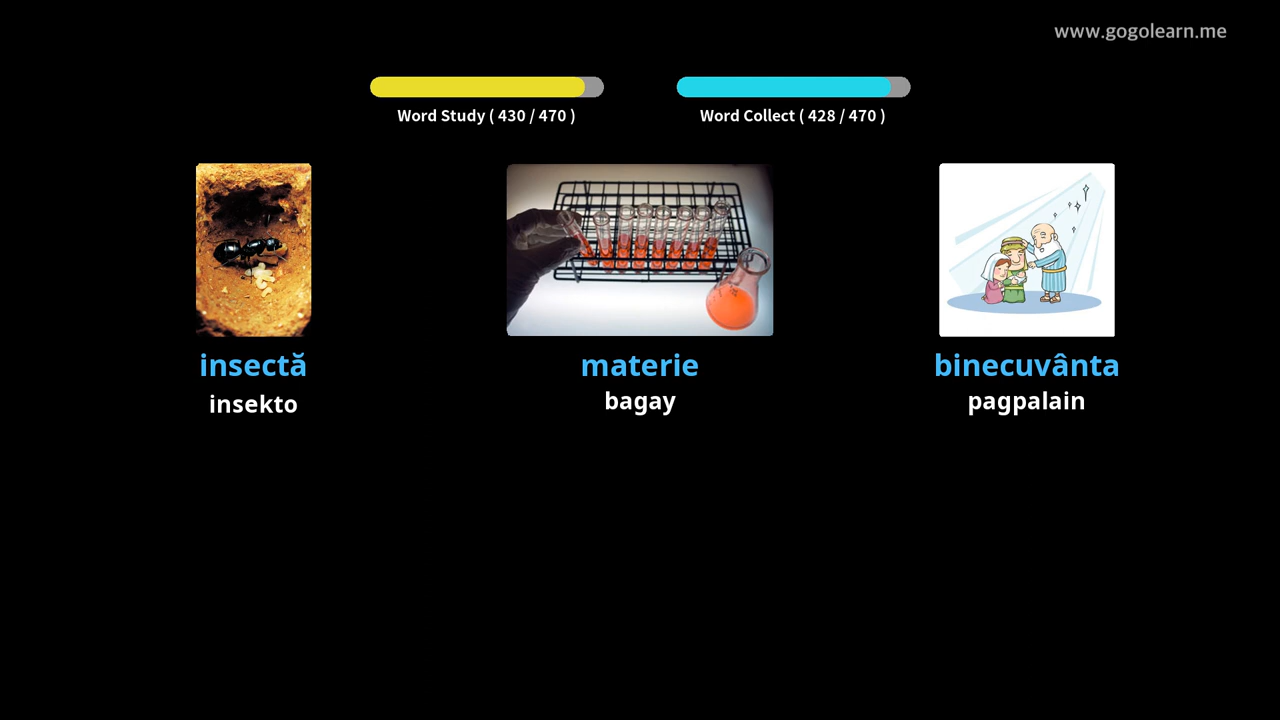 www.gogolearn.me
Word Study ( 430 / 470 )
Word Collect ( 428 / 470 )
insectă
insekto
materie
bagay
binecuvânta
pagpalain